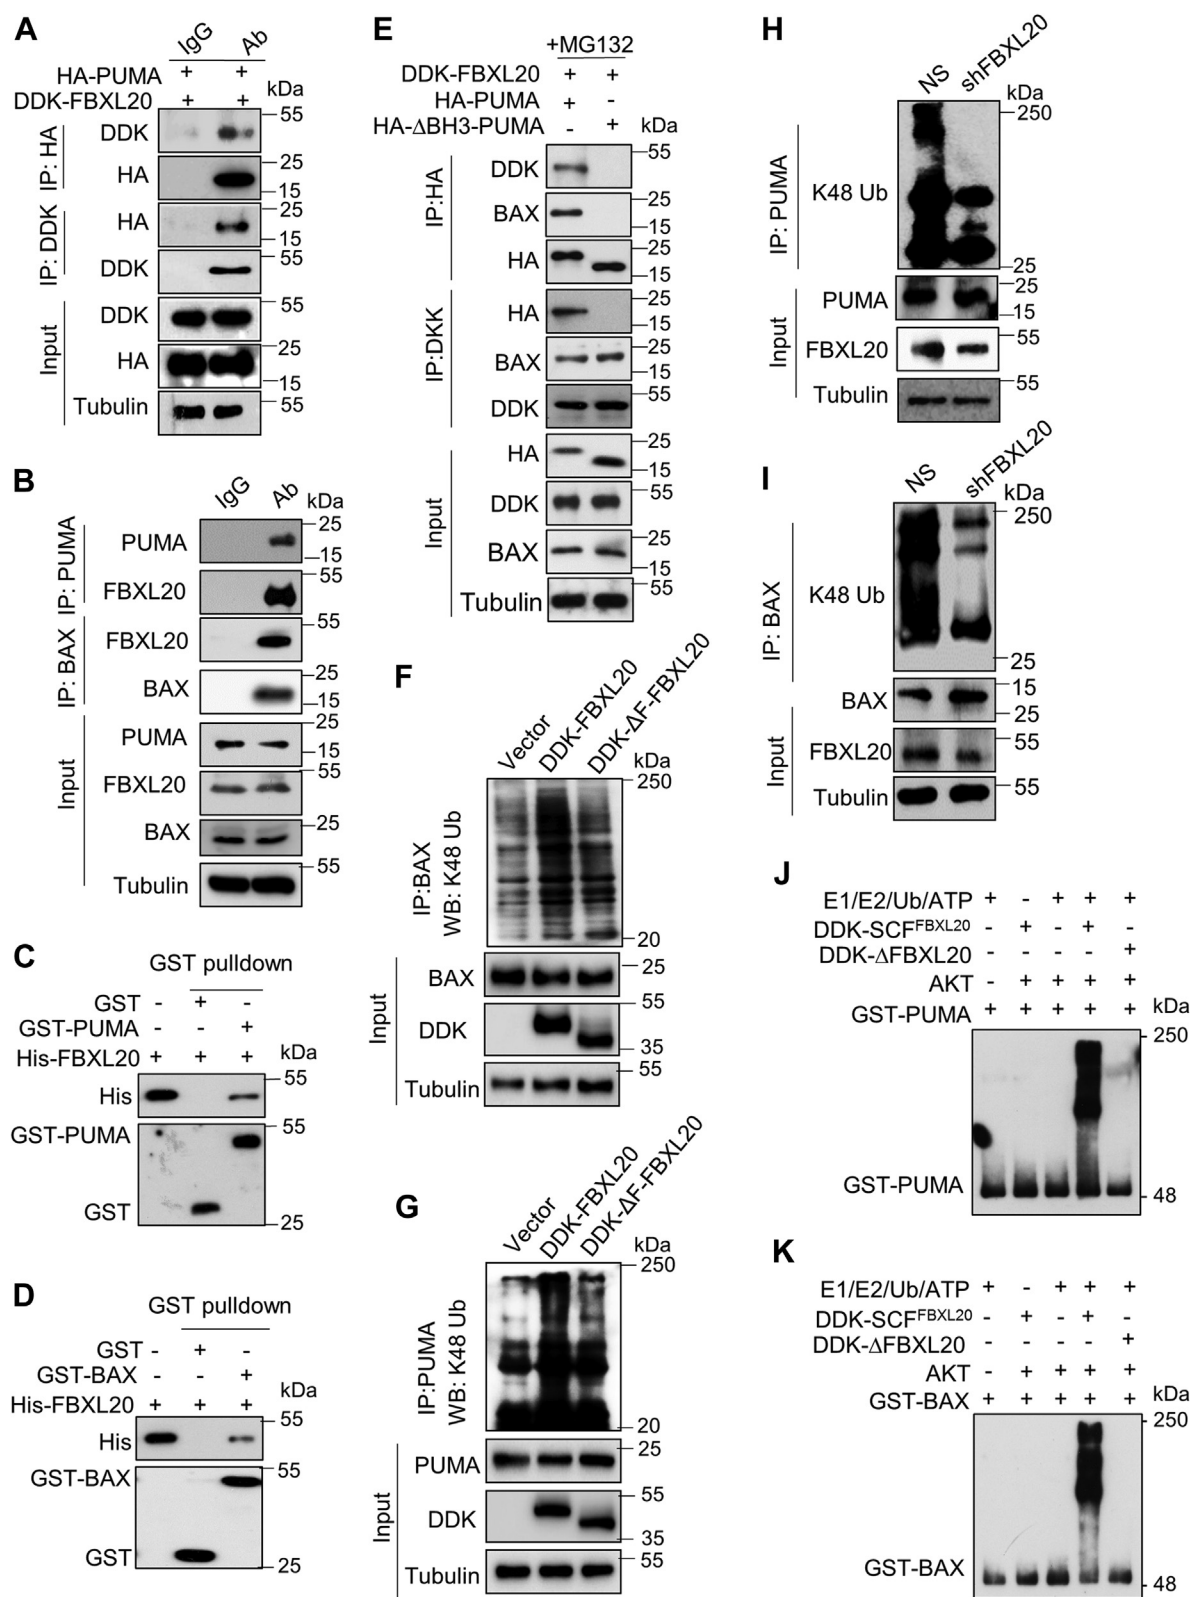 A
IgG Ab
HA-PUMA + +
DDK-FBXL20 + + kDa
IP: HA
DDK 55
HA 25
15
IP: DDK
HA 25
15
DDK 55
Input
DDK 55
HA 25
15
Tubulin 55
B
IgG Ab
kDa
IP: PUMA
PUMA 25
15
FBXL20 55
IP: BAX
FBXL20 55
BAX 25
15
Input
PUMA 25
15
FBXL20 55
BAX 25
15
Tubulin 55
C
GST pulldown
GST - + -
GST-PUMA - - +
His-FBXL20 + + + kDa
His 55
GST-PUMA 55
GST 25
D
GST pulldown
GST - + -
GST-BAX - - +
His-FBXL20 + + + kDa
His 55
GST-BAX 55
GST 25
E
+MG132
DDK-FBXL20 + +
HA-PUMA + -
HA-ΔBH3-PUMA - + kDa
IP:HA
DDK 55
BAX 25
15
HA 25
15
IP:DKK
HA 25
15
BAX 25
15
DDK 55
Input
HA 25
15
DDK 55
BAX 25
15
Tubulin 55
F
Vector DDK-FBXL20 DDK-ΔF-FBXL20
kDa
250
IP:BAX
WB: K48 Ub
20
Input
BAX 25
DDK 55
35
Tubulin 55
G
Vector DDK-FBXL20 DDK-ΔF-FBXL20
kDa
250
IP:PUMA
WB: K48 Ub
20
Input
PUMA 25
DDK 55
35
Tubulin 55
H
NS shFBXL20
kDa
250
IP: PUMA
K48 Ub
25
Input
PUMA 25
15
FBXL20 55
Tubulin 55
I
NS shFBXL20
kDa
250
IP: BAX
K48 Ub
25
Input
BAX 15
25
FBXL20 55
Tubulin 55
J
E1/E2/Ub/ATP + - + + +
DDK-SCFFBXL20 - + - + -
DDK-ΔFBXL20 - - - - +
AKT - + + + +
GST-PUMA + + + + + kDa
250
GST-PUMA 48
K
E1/E2/Ub/ATP + - + + +
DDK-SCFFBXL20 - + - + -
DDK-ΔFBXL20 - - - - +
AKT - + + + +
GST-BAX + + + + + kDa
250
GST-BAX 48